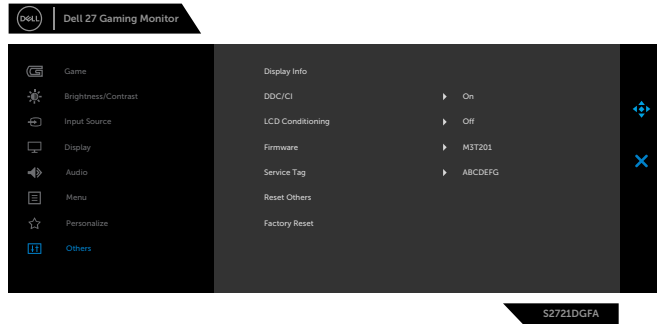 DELL
Dell 27 Gaming Monitor
Game
Brightness/Contrast
Input Source
Display
Audio
Menu
Personalize
Others
Display Info
DDC/CI On
LCD Conditioning Off
Firmware M3T201
Service Tag ABCDEFG
Reset Others
Factory Reset
S2721DGFA